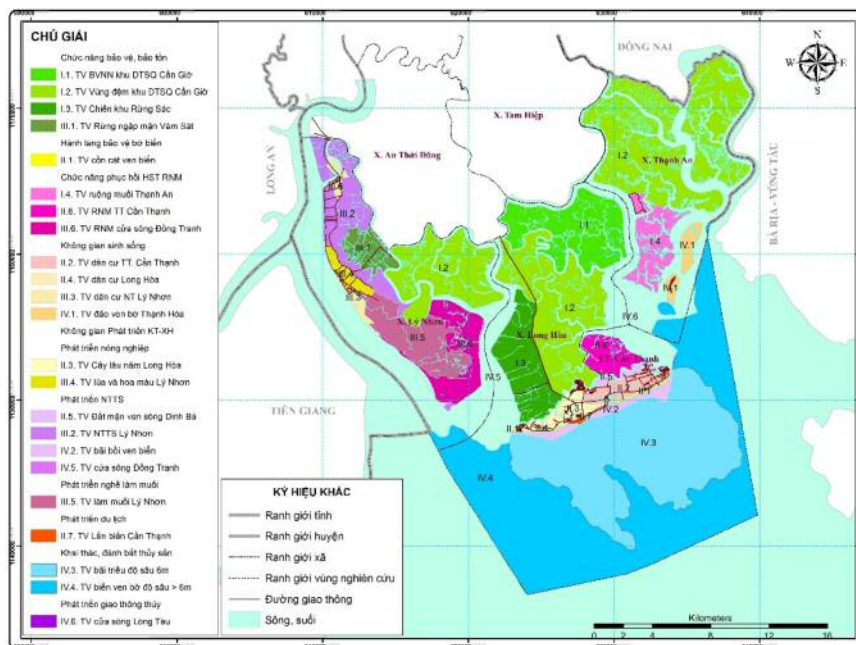 CHÚ GIẢI
Chức năng bảo vệ, bảo tồn
I.1. TV BVNN khu DTSQ Cần Giờ
I.2. TV Vùng đệm khu DTSQ Cần Giờ
I.3. TV Chiến khu Rừng Sác
III.1. TV Rừng ngập mặn Vàm Sát
Hành lang bảo vệ bờ biển
II.1. TV cồn cát ven biển
Chức năng phục hồi HST RNM
I.4. TV ruộng muối Thạnh An
II.6. TV RNM TT Cần Thạnh
III.6. TV RNM cửa sông Đồng Tranh
Không gian sinh sống
II.2. TV dân cư TT. Cần Thạnh
II.4. TV dân cư Long Hòa
III.3. TV dân cư NT Lý Nhơn
IV.1. TV đảo ven bờ Thạnh Hóa
Không gian Phát triển KT-XH
Phát triển nông nghiệp
II.3. TV Cây lâu năm Long Hòa
III.4. TV lúa và hoa màu Lý Nhơn
Phát triển NTTS
II.5. TV Đất mặn ven sông Dinh Bà
III.2. TV NTTS Lý Nhơn
IV.2. TV bãi bồi ven biển
IV.5. TV cửa sông Đồng Tranh
Phát triển nghề làm muối
III.5. TV làm muối Lý Nhơn
Phát triển du lịch
II.7. TV Lấn biển Cần Thạnh
Khai thác, đánh bắt thủy sản
IV.3. TV bãi triều độ sâu 6m
IV.4. TV biển ven bờ độ sâu > 6m
Phát triển giao thông thủy
IV.6. TV cửa sông Lòng Tàu
ĐỒNG NAI
N
W E
S
X. Tam Hiệp
X. An Thới Đông
I.2
X. Thạnh An
LONG AN
BÀ RỊA - VŨNG TÀU
III.2
I.1
I.4
IV.1
III.1
I.2
IV.1
I.2
IV.6
III.3
X. Lý Nhơn
III.5
X. Long Hòa
I.3
IV.5
II.5
II.2
II.1
IV.2
TIỀN GIANG
IV.3
IV.4
KÝ HIỆU KHÁC
Ranh giới tỉnh
Ranh giới huyện
Ranh giới xã
Ranh giới vùng nghiên cứu
Đường giao thông
Sông, suối
Kilometers
0 2 4 8 12 16